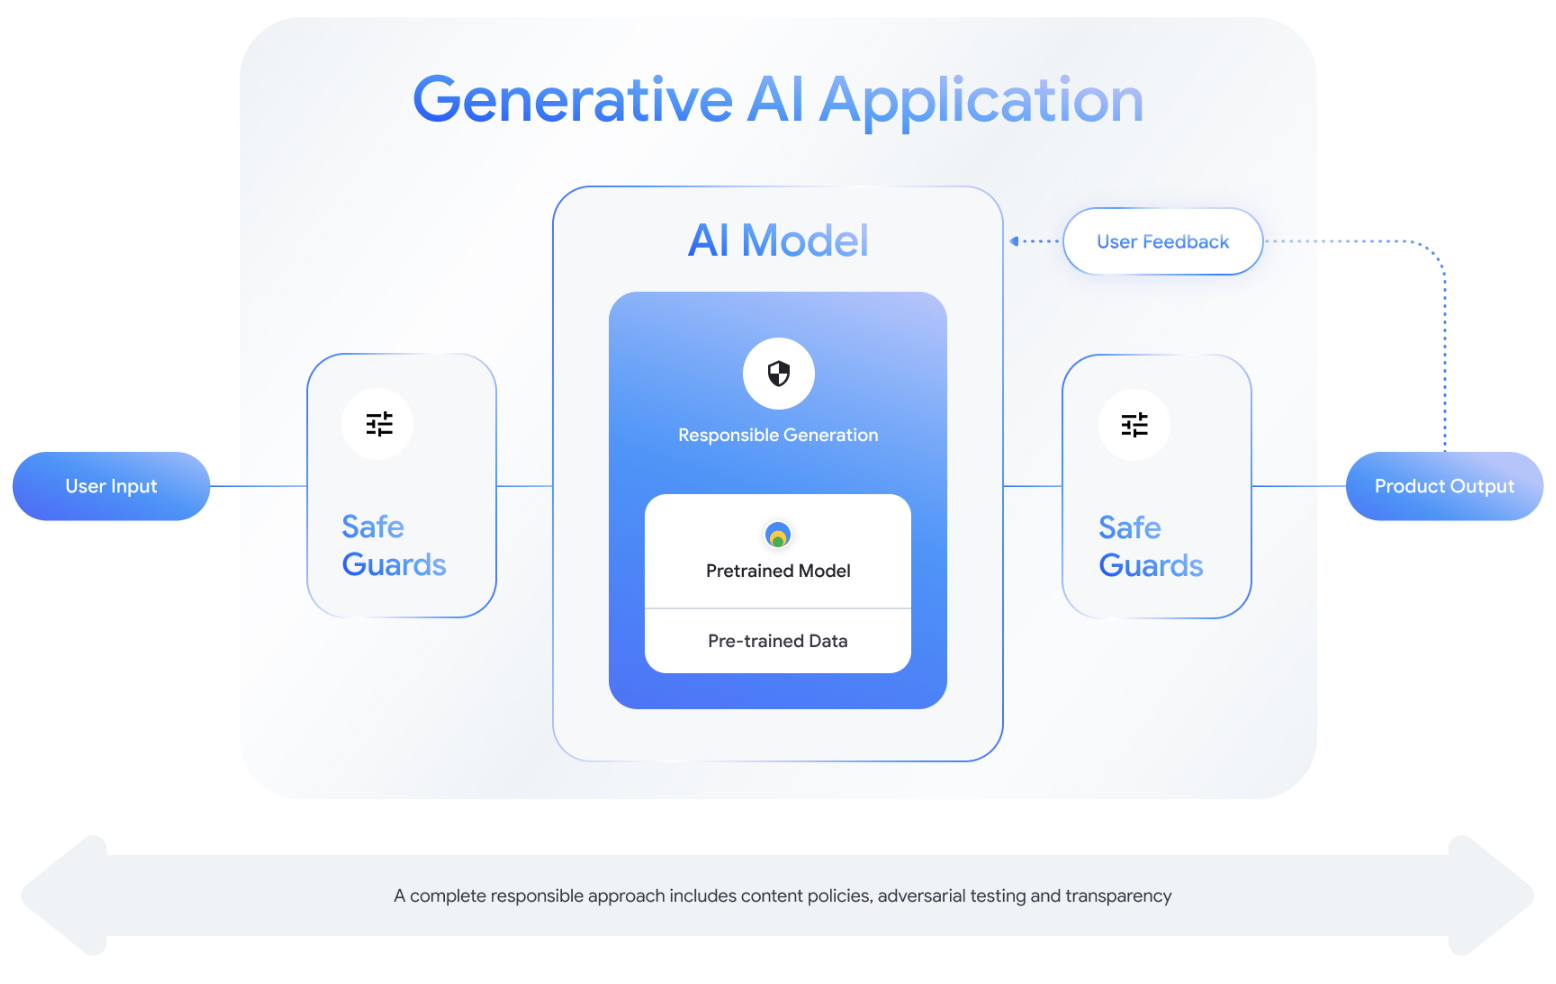 Generative AI Application
AI Model
User Feedback
Responsible Generation
User Input
Safe
Guards
Pretrained Model
Pre-trained Data
Safe
Guards
Product Output
A complete responsible approach includes content policies, adversarial testing and transparency